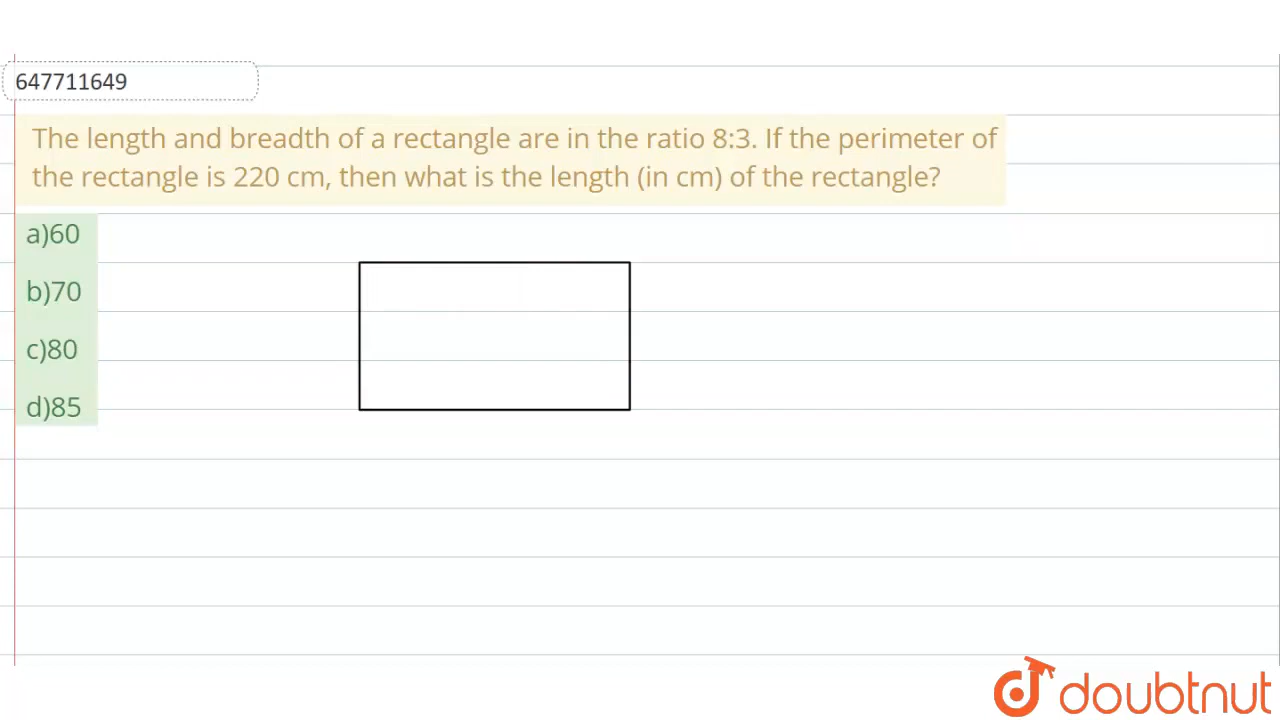 647711649
The length and breadth of a rectangle are in the ratio 8:3. If the perimeter of
the rectangle is 220 cm, then what is the length (in cm) of the rectangle?
a)60
b)70
c)80
d)85
doubtnut